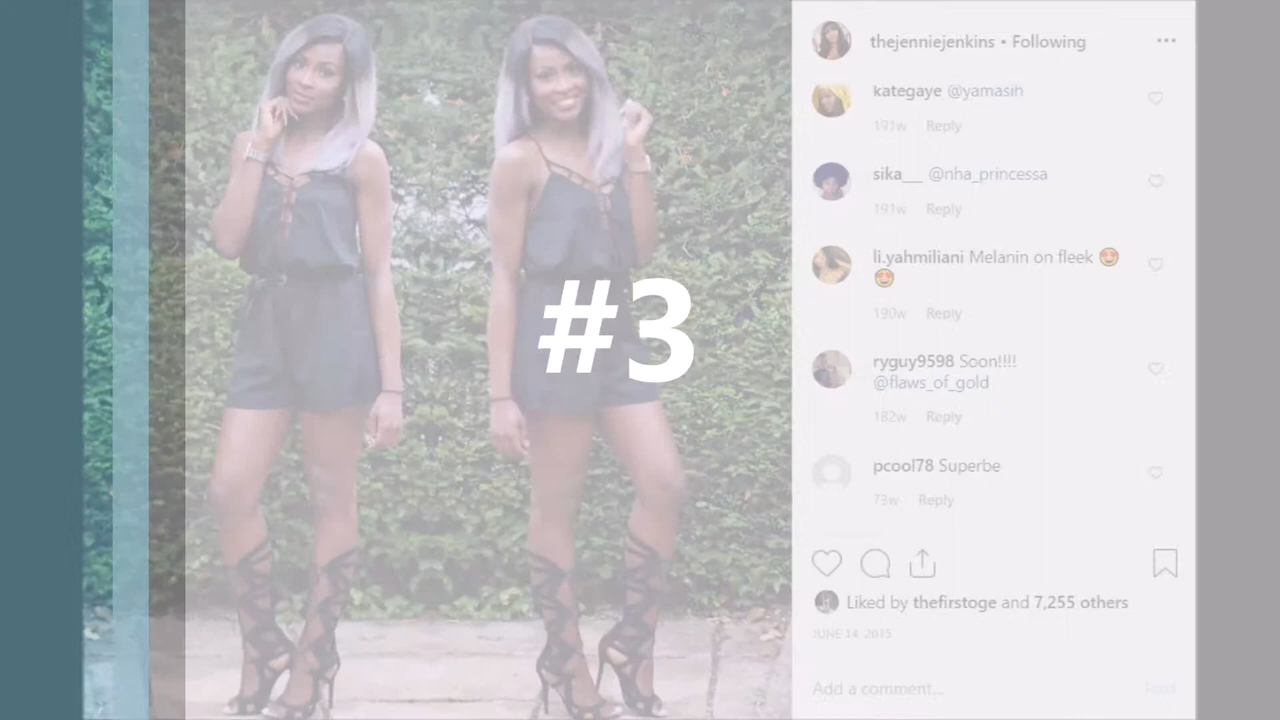 #3
thejenniejenkins • Following
kategaye @yamasih
191w Reply
sika___ @nha_princessa
191w Reply
li.yahmiliani Melanin on fleek 😍
😍
190w Reply
ryguy9598 Soon!!!!
@flaws_of_gold
182w Reply
pcool78 Superbe
73w Reply
Liked by thefirstoge and 7,255 others
JUNE 14, 2015
Add a comment...
Post